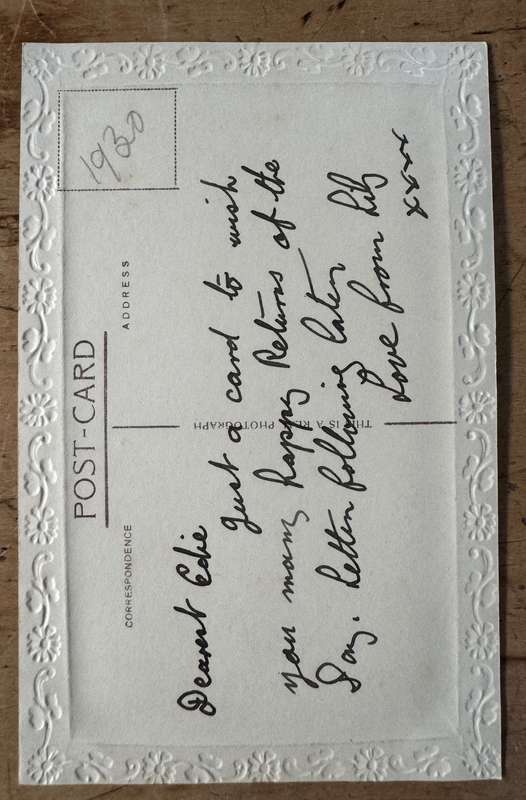 POST-CARD
1930
CORRESPONDENCE
ADDRESS
THIS IS A REAL PHOTOGRAPH
Dearest Edie
Just a card to wish
you many happy Returns of the
Day. Letter following later
Love from Lily
xxxx